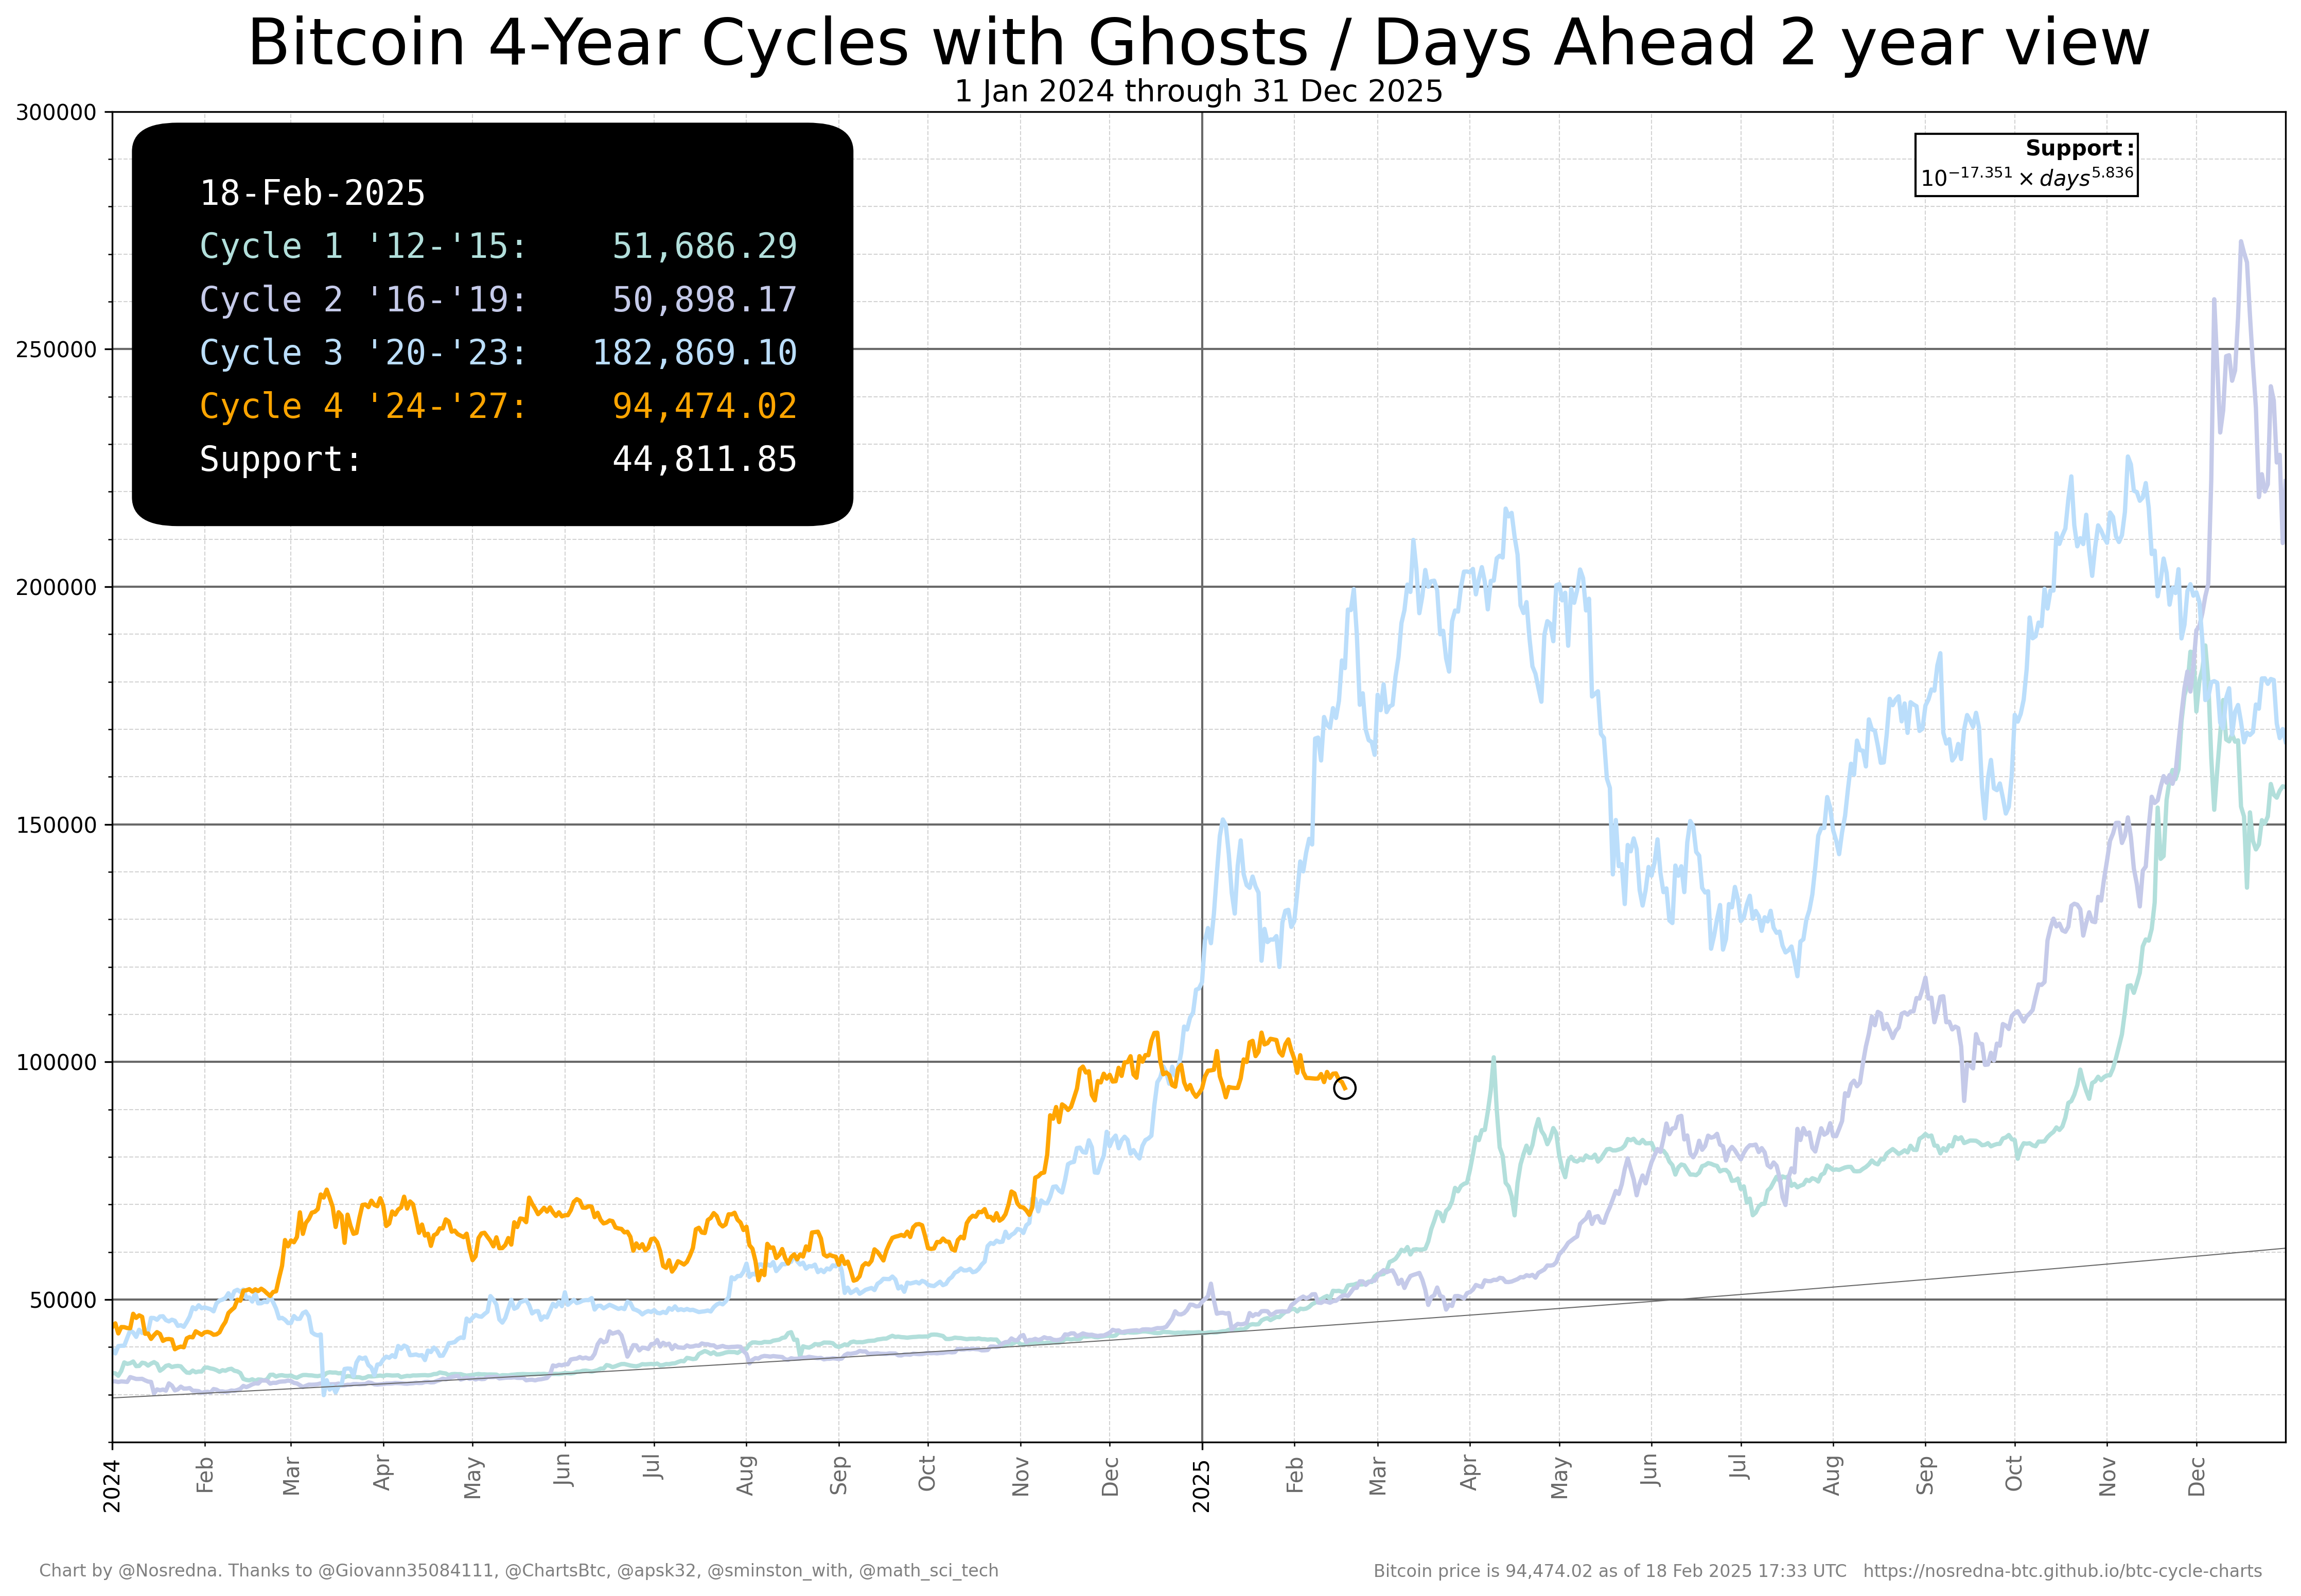 Bitcoin 4-Year Cycles with Ghosts / Days Ahead 2 year view
1 Jan 2024 through 31 Dec 2025
300000
250000
200000
150000
100000
50000
18-Feb-2025
Cycle 1 '12-'15: 51,686.29
Cycle 2 '16-'19: 50,898.17
Cycle 3 '20-'23: 182,869.10
Cycle 4 '24-'27: 94,474.02
Support: 44,811.85
Support:
10^−17.351 × days^5.836
2024 Feb Mar Apr May Jun Jul Aug Sep Oct Nov Dec 2025 Feb Mar Apr May Jun Jul Aug Sep Oct Nov Dec
Chart by @Nosredna. Thanks to @Giovann35084111, @ChartsBtc, @apsk32, @sminston_with, @math_sci_tech
Bitcoin price is 94,474.02 as of 18 Feb 2025 17:33 UTC https://nosredna-btc.github.io/btc-cycle-charts